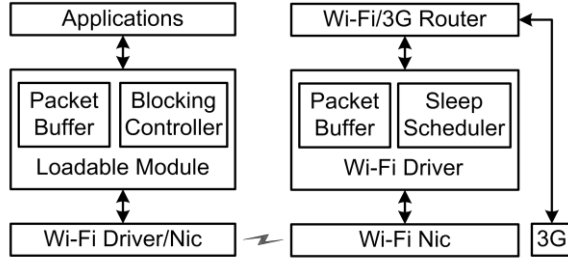 Applications
Packet
Buffer
Blocking
Controller
Loadable Module
Wi-Fi Driver/Nic
Wi-Fi/3G Router
Packet
Buffer
Sleep
Scheduler
Wi-Fi Driver
Wi-Fi Nic
3G